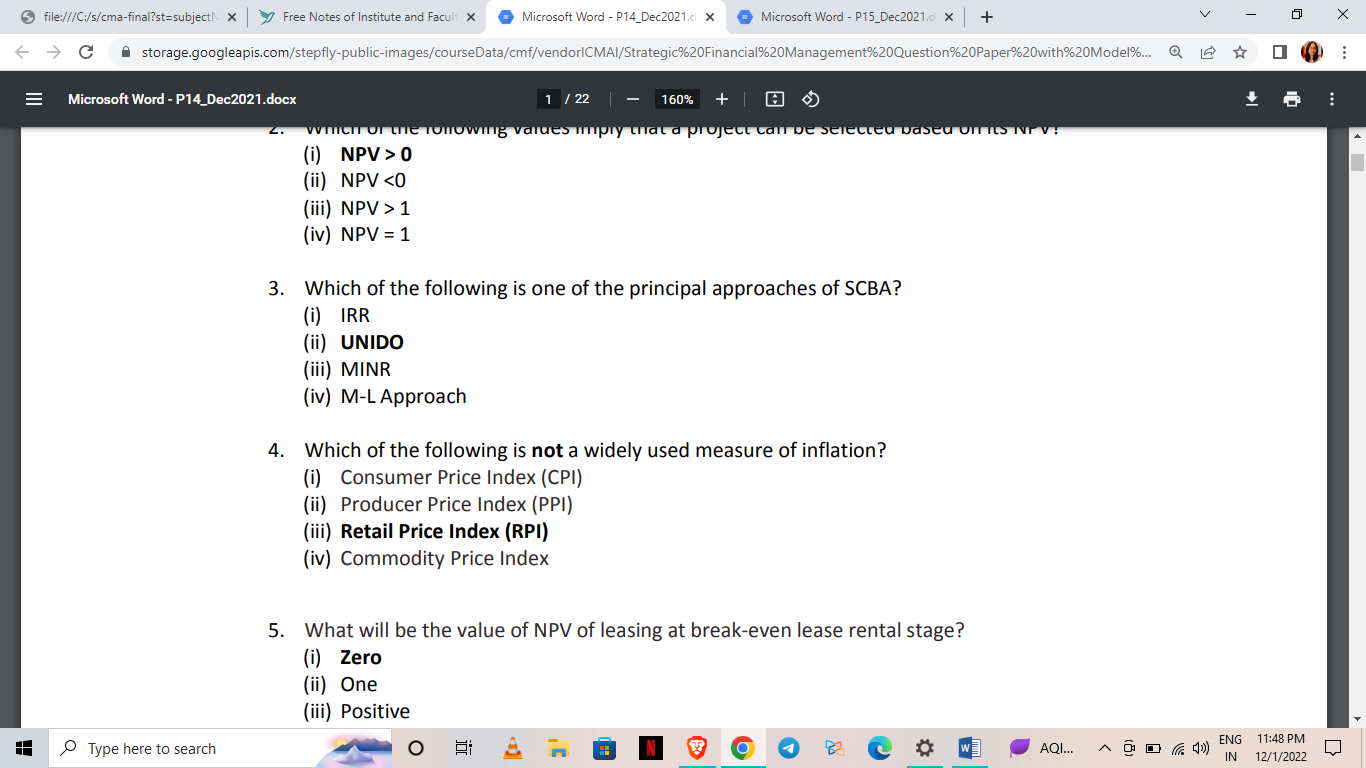 file:///C:/s/cma-final?st=subjectN
Free Notes of Institute and Facult
Microsoft Word - P14_Dec2021.d
Microsoft Word - P15_Dec2021.d
storage.googleapis.com/stepfly-public-images/courseData/cmf/vendorICMAI/Strategic%20Financial%20Management%20Question%20Paper%20with%20Model%...
Microsoft Word - P14_Dec2021.docx
1 / 22
160%
2. Which of the following values imply that a project can be selected based on its NPV?
(i) NPV > 0
(ii) NPV <0
(iii) NPV > 1
(iv) NPV = 1
3. Which of the following is one of the principal approaches of SCBA?
(i) IRR
(ii) UNIDO
(iii) MINR
(iv) M-L Approach
4. Which of the following is not a widely used measure of inflation?
(i) Consumer Price Index (CPI)
(ii) Producer Price Index (PPI)
(iii) Retail Price Index (RPI)
(iv) Commodity Price Index
5. What will be the value of NPV of leasing at break-even lease rental stage?
(i) Zero
(ii) One
(iii) Positive
Type here to search
AQI...
ENG
IN
11:48 PM
12/1/2022